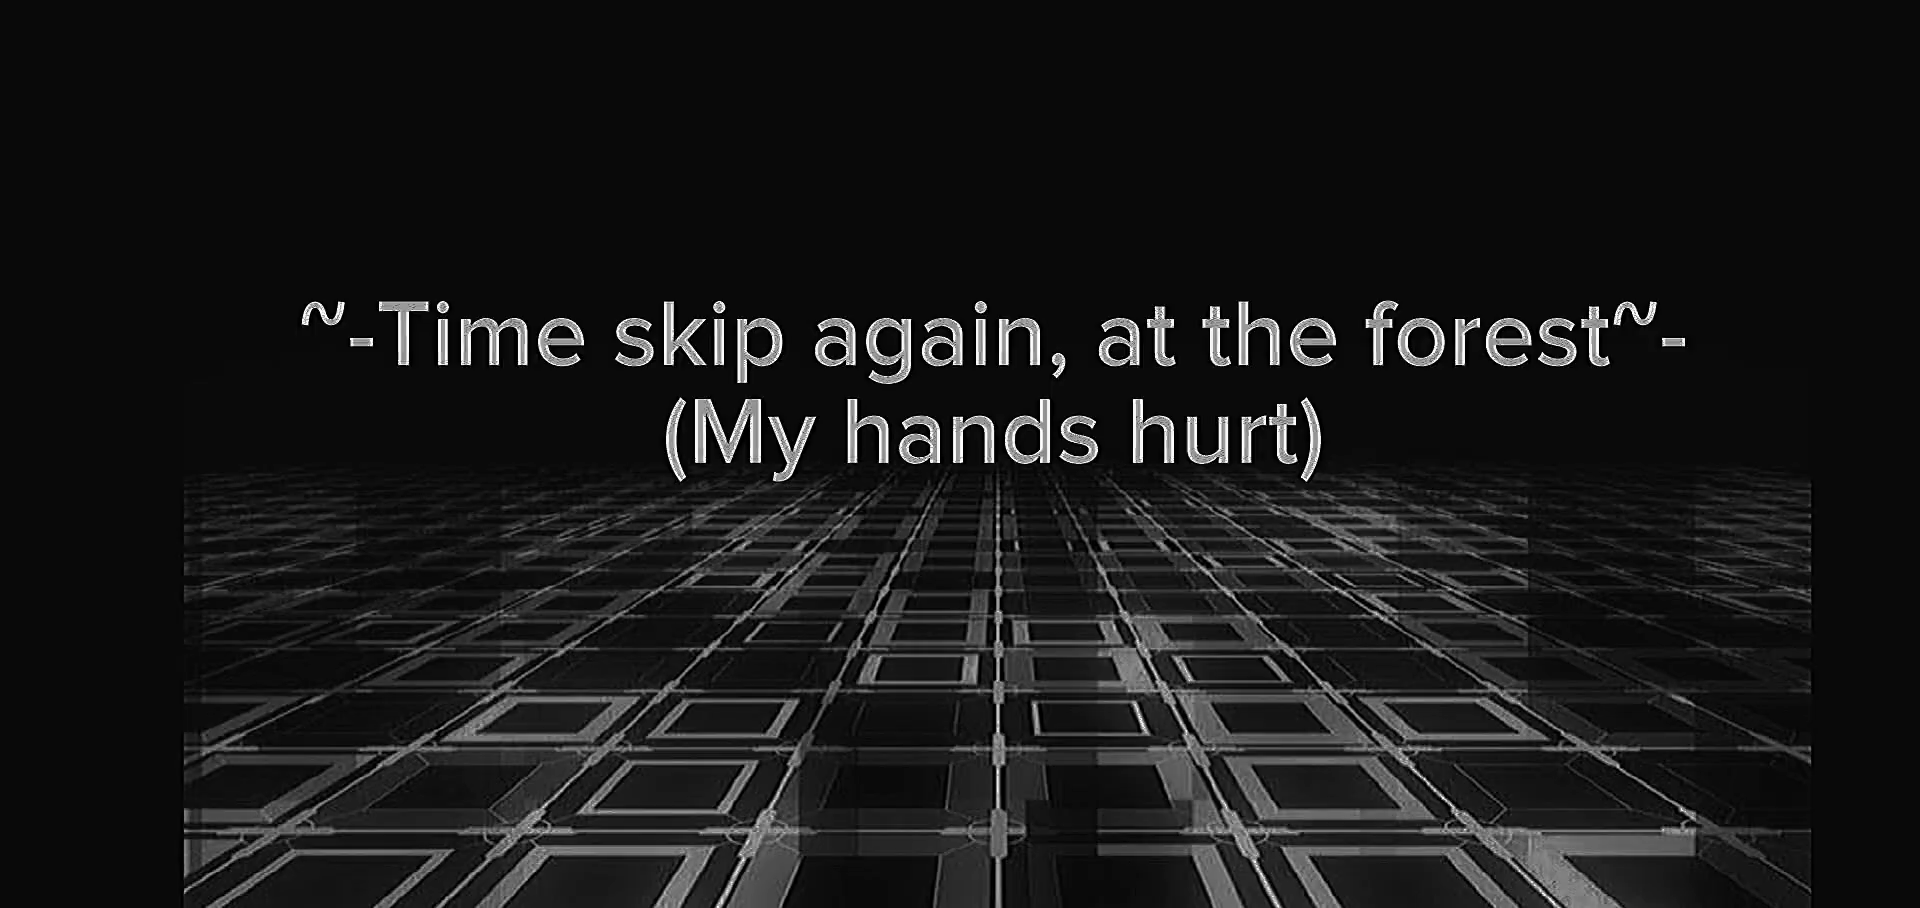 ~-Time skip again, at the forest~-
(My hands hurt)